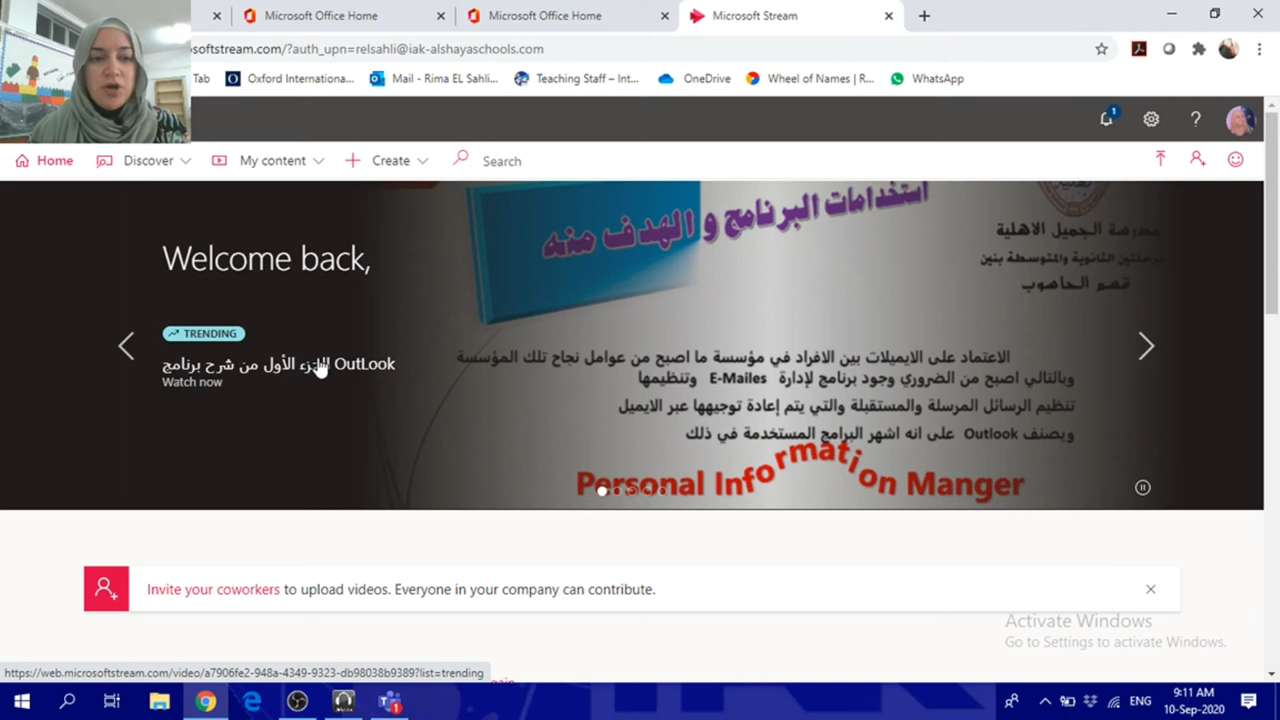 Microsoft Office Home
Microsoft Office Home
Microsoft Stream
softstream.com/?auth_upn=relsahli@iak-alshayaschools.com
Tab
Oxford Internationa...
Mail - Rima EL Sahli...
Teaching Staff – Int...
OneDrive
Wheel of Names | R...
WhatsApp
1
Home
Discover
My content
Create
Search
استخدامات البرنامج و الهدف منه
مدرسة الجميل الاهلية
للمرحلتين الثانوية والمتوسطة بنين
قسم الحاسوب
Welcome back,
TRENDING
الجزء الأول من شرح برنامج OutLook
Watch now
الاعتماد على الايميلات بين الافراد في مؤسسة ما اصبح من عوامل نجاح تلك المؤسسة
وبالتالي اصبح من الضروري وجود برنامج لإدارة E-Mailes وتنظيمها
تنظيم الرسائل المرسلة والمتقبلة والتي يتم إعادة توجيهها عبر الايميل
ويصنف Outlook على انه اشهر البرامج المستخدمة في ذلك
Personal Information Manger
Invite your coworkers to upload videos. Everyone in your company can contribute.
Activate Windows
Go to Settings to activate Windows.
https://web.microsoftstream.com/video/a7906fe2-948a-4349-9323-db98038b9389?list=trending
1
ENG
9:11 AM
10-Sep-2020